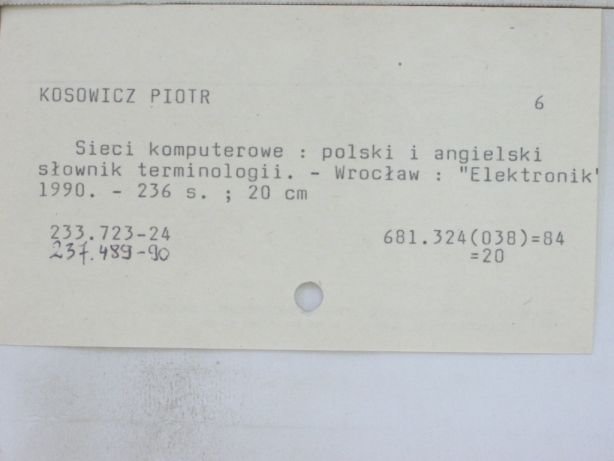 KOSOWICZ PIOTR
6
Sieci komputerowe : polski i angielski
słownik terminologii. - Wrocław : "Elektronik"
1990. - 236 s. ; 20 cm
233.723-24
681.324(038)=84
237.489-90
=20